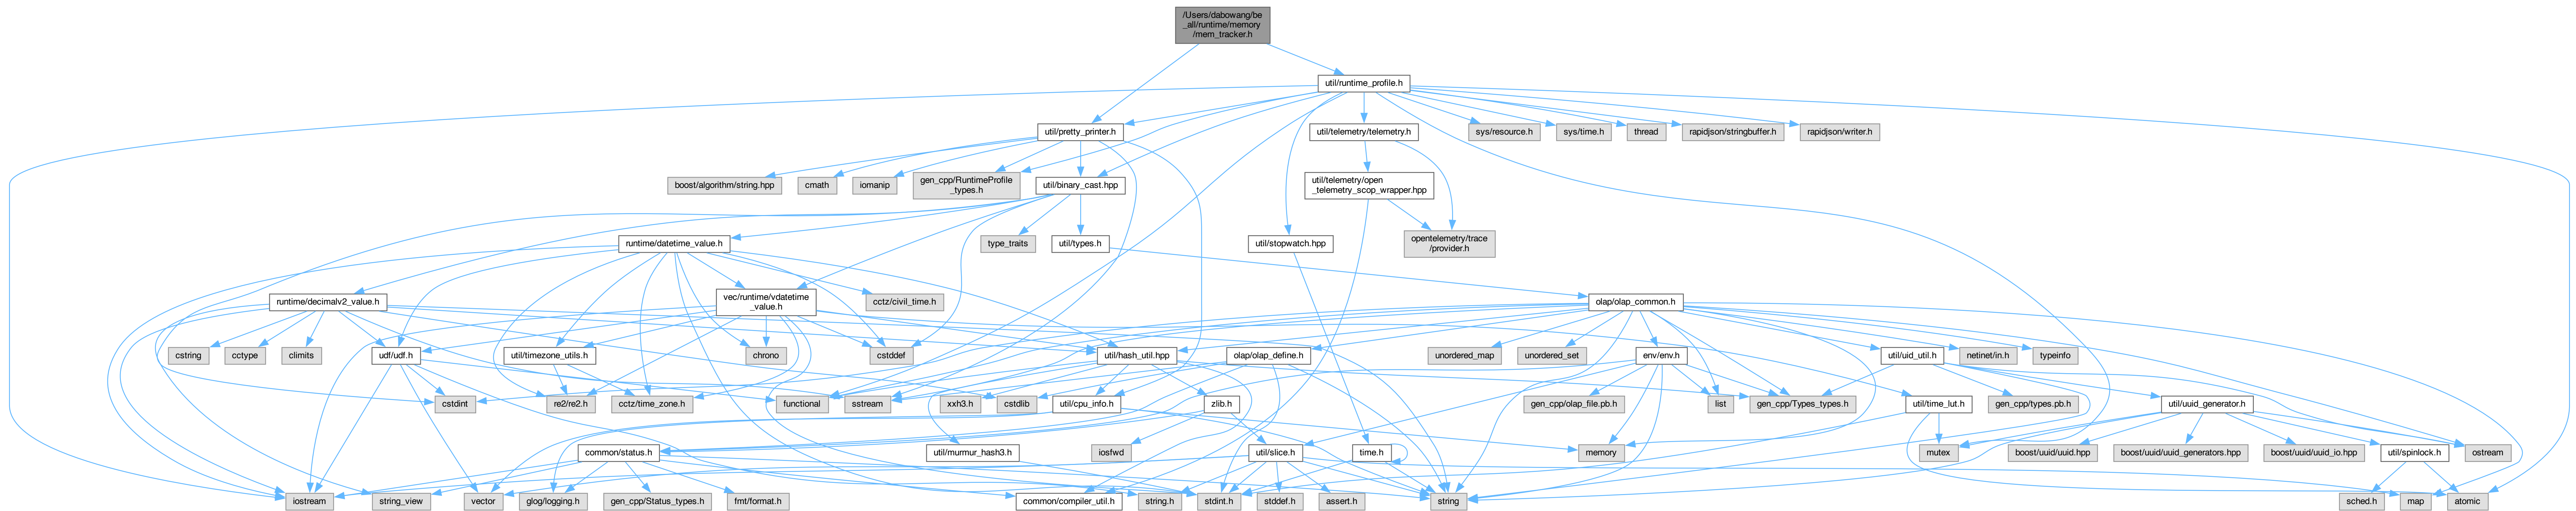 /Users/dabowang/be
_all/runtime/memory
/mem_tracker.h
util/runtime_profile.h
util/pretty_printer.h
util/telemetry/telemetry.h
sys/resource.h
sys/time.h
thread
rapidjson/stringbuffer.h
rapidjson/writer.h
boost/algorithm/string.hpp
cmath
iomanip
gen_cpp/RuntimeProfile
_types.h
util/binary_cast.hpp
util/telemetry/open
_telemetry_scop_wrapper.hpp
runtime/datetime_value.h
type_traits
util/types.h
util/stopwatch.hpp
opentelemetry/trace
/provider.h
runtime/decimalv2_value.h
vec/runtime/vdatetime
_value.h
cctz/civil_time.h
olap/olap_common.h
cstring
cctype
climits
udf/udf.h
util/timezone_utils.h
chrono
cstddef
util/hash_util.hpp
olap/olap_define.h
unordered_map
unordered_set
env/env.h
util/uid_util.h
netinet/in.h
typeinfo
cstdint
re2/re2.h
cctz/time_zone.h
functional
sstream
xxh3.h
cstdlib
util/cpu_info.h
zlib.h
gen_cpp/olap_file.pb.h
list
gen_cpp/Types_types.h
util/time_lut.h
gen_cpp/types.pb.h
util/uuid_generator.h
common/status.h
util/murmur_hash3.h
iosfwd
util/slice.h
time.h
memory
mutex
boost/uuid/uuid.hpp
boost/uuid/uuid_generators.hpp
boost/uuid/uuid_io.hpp
util/spinlock.h
ostream
iostream
string_view
vector
glog/logging.h
gen_cpp/Status_types.h
fmt/format.h
common/compiler_util.h
string.h
stdint.h
stddef.h
assert.h
string
sched.h
map
atomic